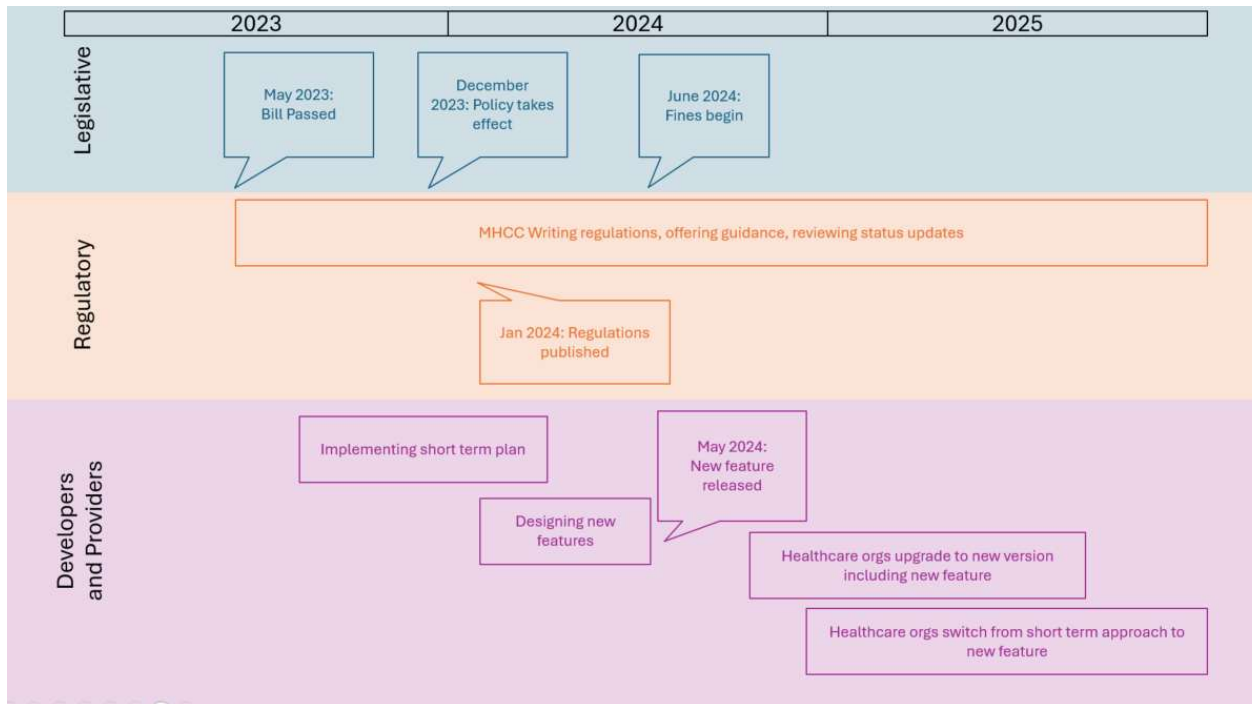 2023
2024
2025
Legislative
May 2023:
Bill Passed
December
2023: Policy takes
effect
June 2024:
Fines begin
Regulatory
MHCC Writing regulations, offering guidance, reviewing status updates
Jan 2024: Regulations
published
Developers
and Providers
Implementing short term plan
May 2024:
New feature
released
Designing new
features
Healthcare orgs upgrade to new version
including new feature
Healthcare orgs switch from short term approach to
new feature